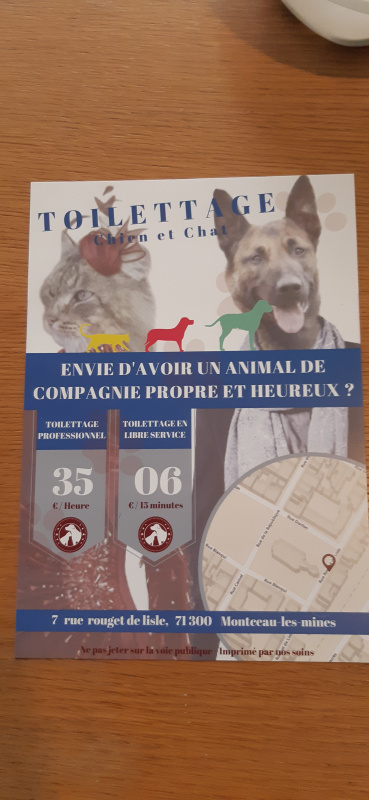 TOILETTAGE
Chien et Chat
ENVIE D'AVOIR UN ANIMAL DE
COMPAGNIE PROPRE ET HEUREUX ?
TOILETTAGE
PROFESSIONNEL
35
€ / Heure
TOILETTAGE EN
LIBRE SERVICE
06
€ / 15 minutes
7 rue rouget de lisle, 71300 Montceau-les-mines
Ne pas jeter sur la voie publique - Imprimé par nos soins